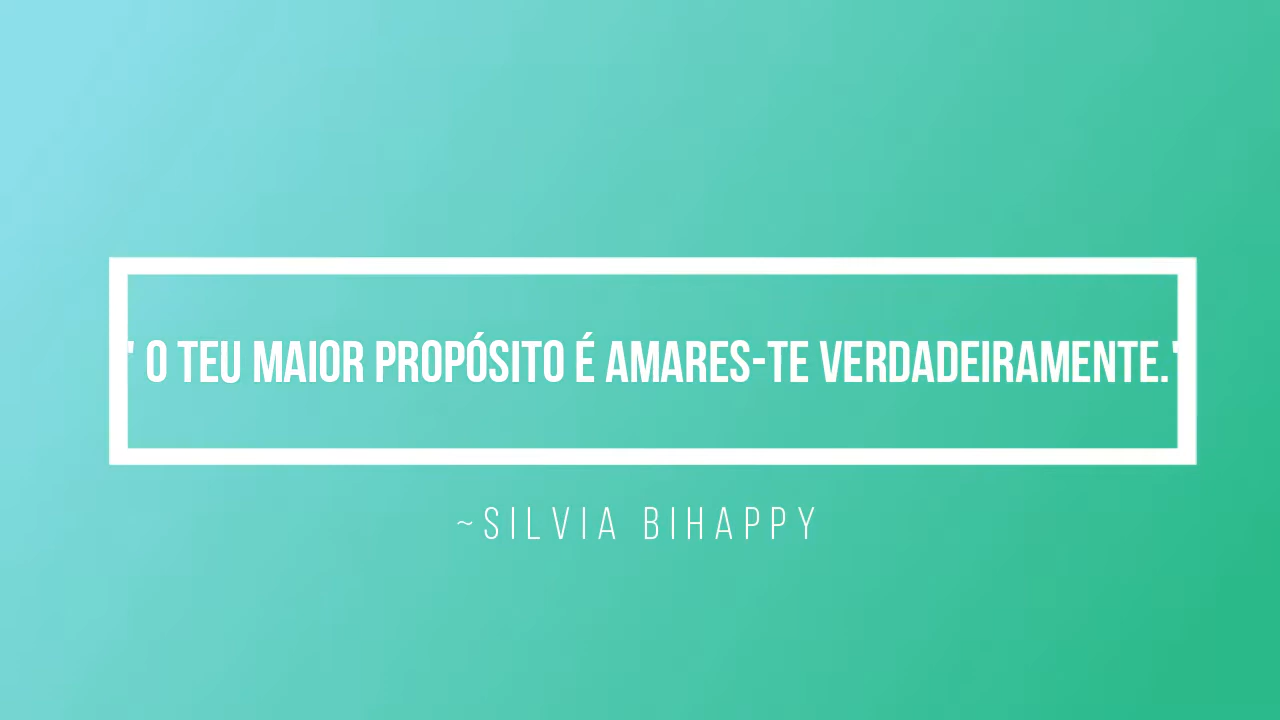 " O TEU MAIOR PROPÓSITO É AMARES-TE VERDADEIRAMENTE."
~SILVIA BIHAPPY